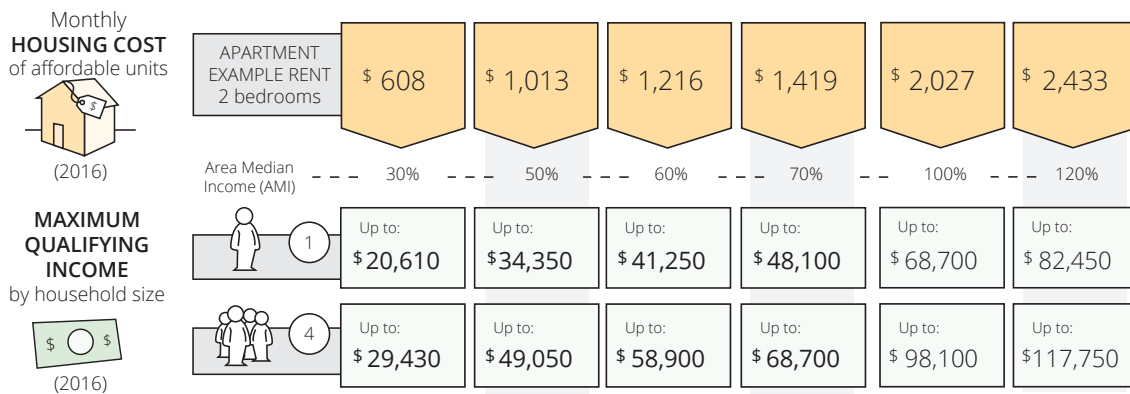 Monthly
HOUSING COST
of affordable units
$
(2016)
APARTMENT
EXAMPLE RENT
2 bedrooms
$ 608
$ 1,013
$ 1,216
$ 1,419
$ 2,027
$ 2,433
Area Median
Income (AMI)
30%
50%
60%
70%
100%
120%
MAXIMUM
QUALIFYING
INCOME
by household size
$ $
(2016)
1
Up to:
$ 20,610
Up to:
$ 34,350
Up to:
$ 41,250
Up to:
$ 48,100
Up to:
$ 68,700
Up to:
$ 82,450
4
Up to:
$ 29,430
Up to:
$ 49,050
Up to:
$ 58,900
Up to:
$ 68,700
Up to:
$ 98,100
Up to:
$117,750